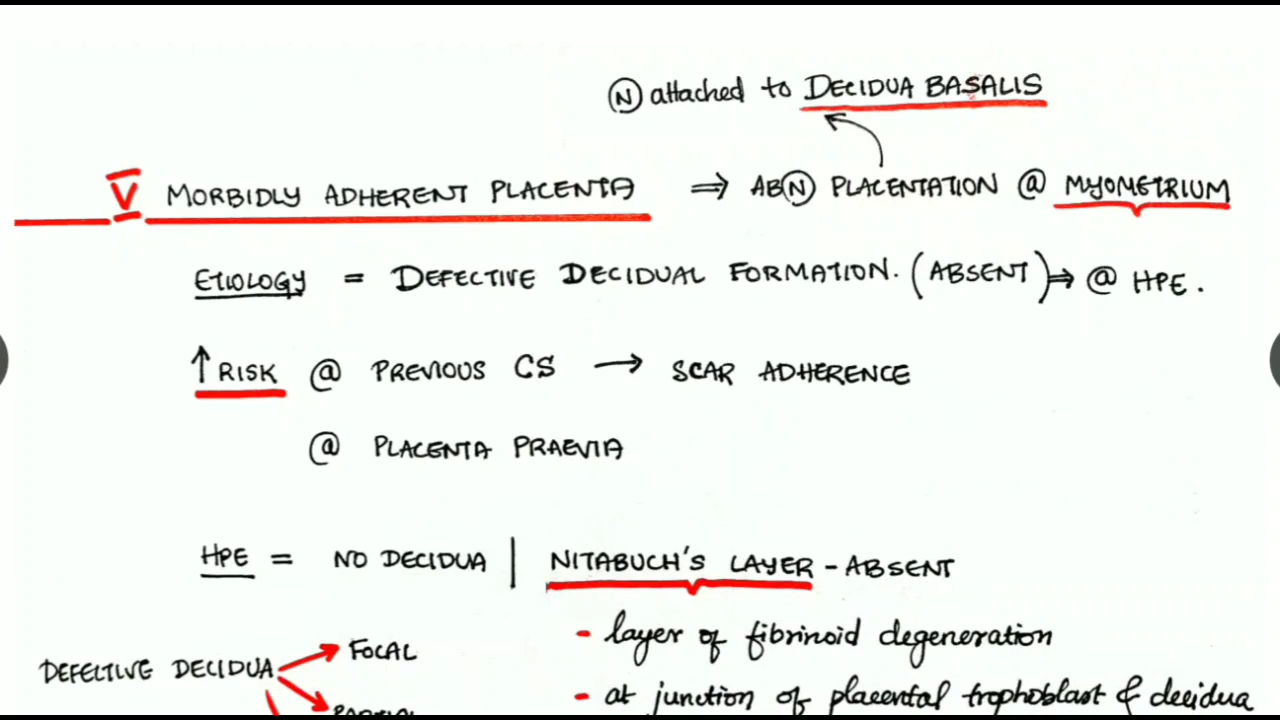 Ⓝ attached to DECIDUA BASALIS
V MORBIDLY ADHERENT PLACENTA ⇒ ABⓃ PLACENTATION @ MYOMETRIUM
ETIOLOGY = DEFECTIVE DECIDUAL FORMATION. (ABSENT) ⇒ @ HPE.
↑ RISK @ PREVIOUS CS → SCAR ADHERENCE
@ PLACENTA PRAEVIA
HPE = NO DECIDUA | NITABUCH'S LAYER - ABSENT
- layer of fibrinoid degeneration
DEFECTIVE DECIDUA → FOCAL
- at junction of placental trophoblast & decidua
→ PARTIAL